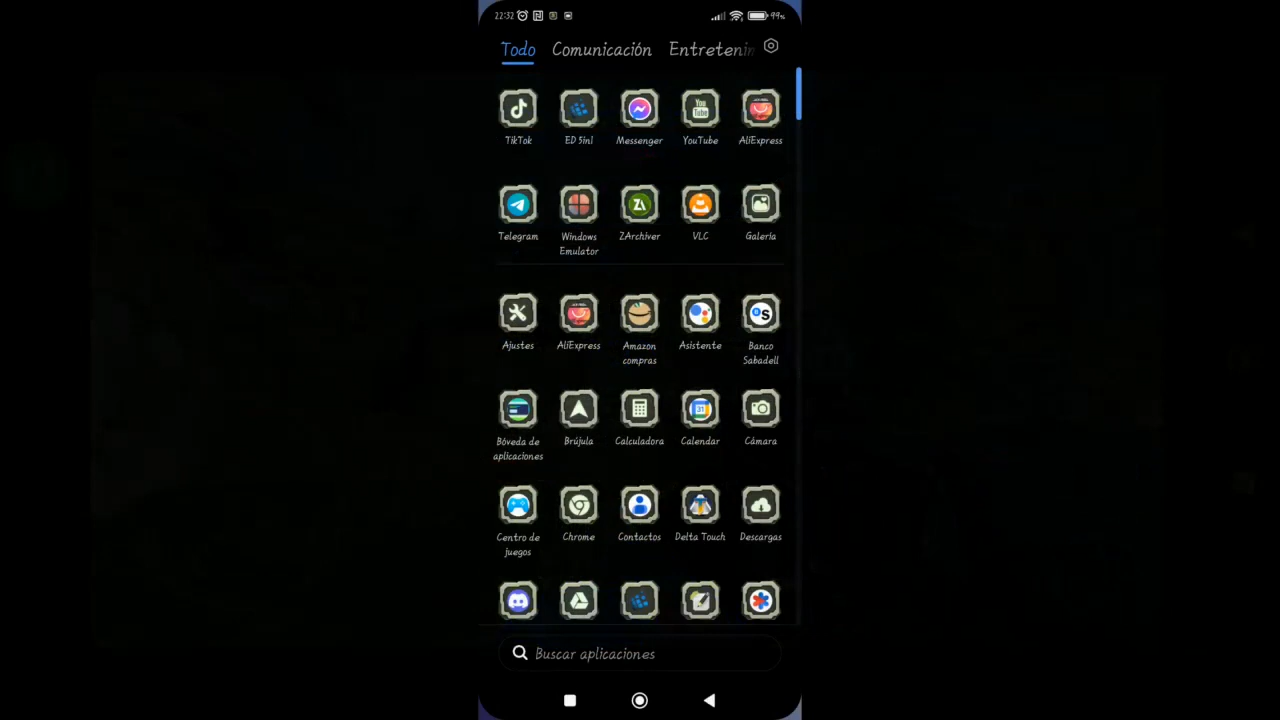 22:32 99%
Todo Comunicación Entreteni
TikTok ED 5in1 Messenger YouTube AliExpress
Telegram Windows Emulator ZArchiver VLC Galería
Ajustes AliExpress Amazon compras Asistente Banco Sabadell
Bóveda de aplicaciones Brújula Calculadora Calendar Cámara
Centro de juegos Chrome Contactos Delta Touch Descargas
Buscar aplicaciones